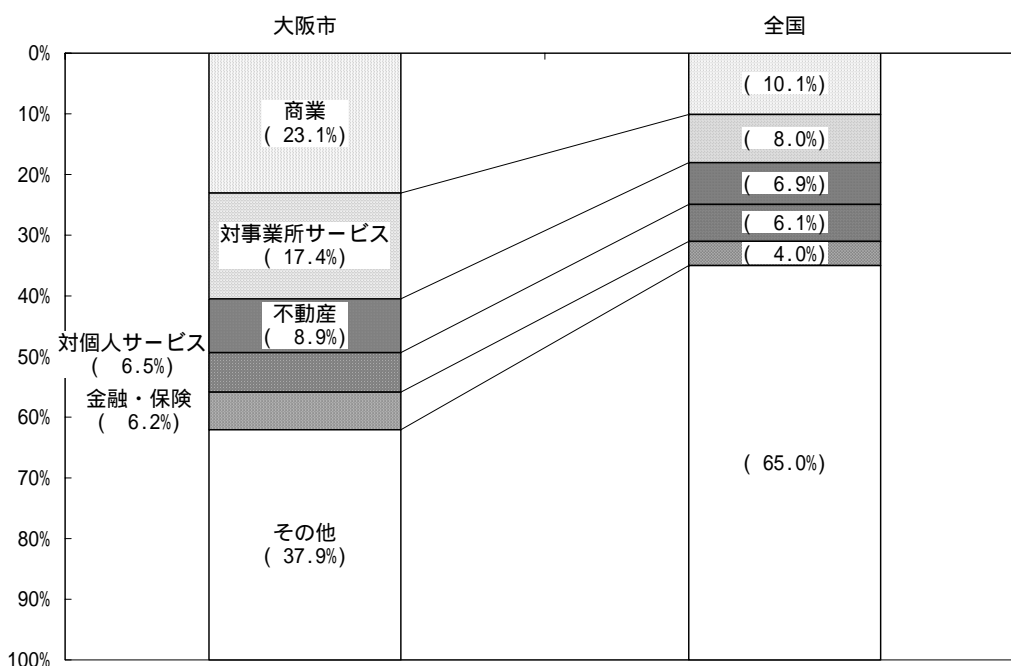 大阪市
全国
0%
10%
20%
30%
40%
50%
60%
70%
80%
90%
100%
商業
( 23.1%)
対事業所サービス
( 17.4%)
不動産
( 8.9%)
対個人サービス
( 6.5%)
金融・保険
( 6.2%)
その他
( 37.9%)
( 10.1%)
( 8.0%)
( 6.9%)
( 6.1%)
( 4.0%)
( 65.0%)